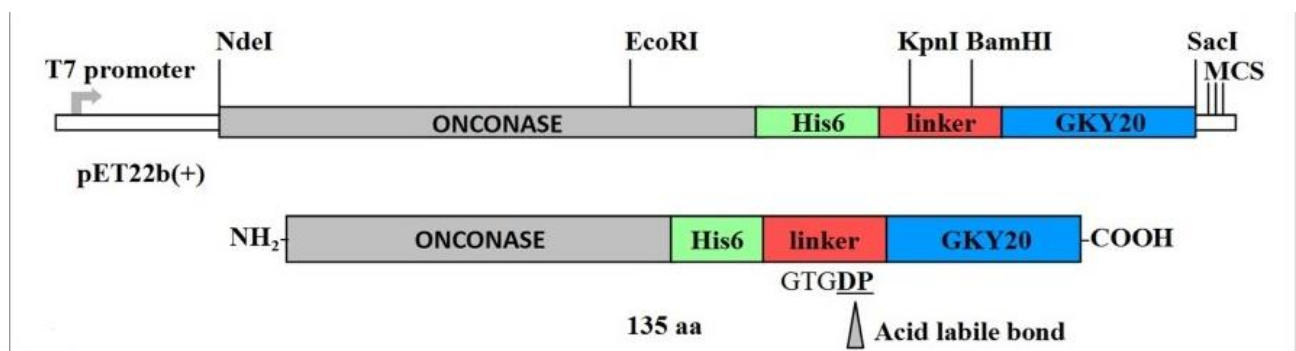 NdeI EcoRI KpnI BamHI SacI
T7 promoter MCS
ONCONASE His6 linker GKY20
pET22b(+)
NH2- ONCONASE His6 linker GKY20 -COOH
GTGDP
135 aa Acid labile bond